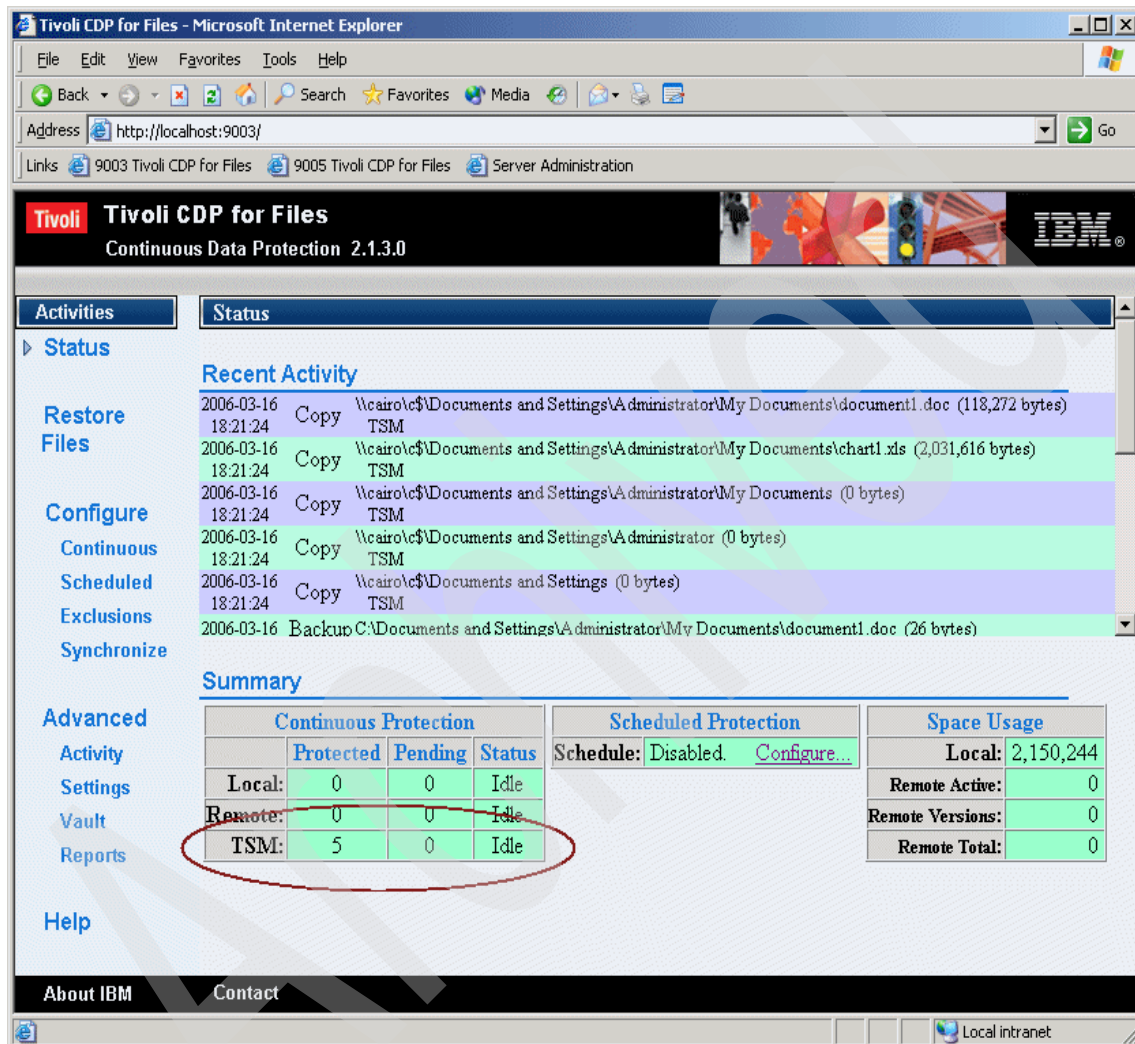 Tivoli CDP for Files - Microsoft Internet Explorer
File Edit View Favorites Tools Help
Back Search Favorites Media
Address http://localhost:9003/ Go
Links 9003 Tivoli CDP for Files 9005 Tivoli CDP for Files Server Administration
Tivoli Tivoli CDP for Files
Continuous Data Protection 2.1.3.0
IBM®
Activities
Status
Restore
Files
Configure
Continuous
Scheduled
Exclusions
Synchronize
Advanced
Activity
Settings
Vault
Reports
Help
Status
Recent Activity
2006-03-16 Copy \\cairo\c$\Documents and Settings\Administrator\My Documents\document1.doc (118,272 bytes)
18:21:24 TSM
2006-03-16 Copy \\cairo\c$\Documents and Settings\Administrator\My Documents\chart1.xls (2,031,616 bytes)
18:21:24 TSM
2006-03-16 Copy \\cairo\c$\Documents and Settings\Administrator\My Documents (0 bytes)
18:21:24 TSM
2006-03-16 Copy \\cairo\c$\Documents and Settings\Administrator (0 bytes)
18:21:24 TSM
2006-03-16 Copy \\cairo\c$\Documents and Settings (0 bytes)
18:21:24 TSM
2006-03-16 Backup C:\Documents and Settings\Administrator\My Documents\document1.doc (26 bytes)
Summary
Continuous Protection
Protected Pending Status
Local: 0 0 Idle
Remote: 0 0 Idle
TSM: 5 0 Idle
Scheduled Protection
Schedule: Disabled. Configure...
Space Usage
Local: 2,150,244
Remote Active: 0
Remote Versions: 0
Remote Total: 0
About IBM Contact
Local intranet
Archived